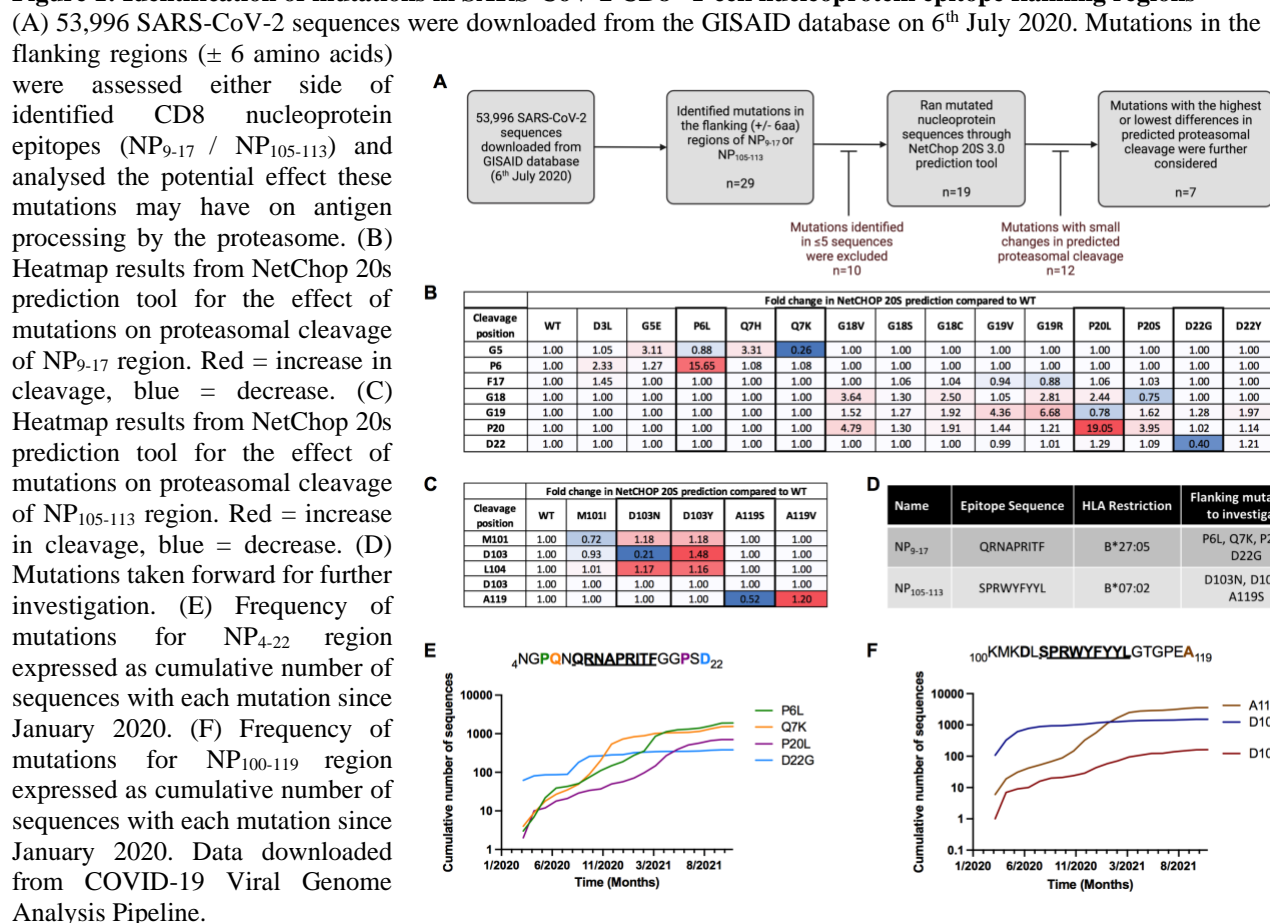 (A) 53,996 SARS-CoV-2 sequences were downloaded from the GISAID database on 6th July 2020. Mutations in the
flanking regions (± 6 amino acids)
were assessed either side of
identified CD8 nucleoprotein
epitopes (NP9-17 / NP105-113) and
analysed the potential effect these
mutations may have on antigen
processing by the proteasome. (B)
Heatmap results from NetChop 20s
prediction tool for the effect of
mutations on proteasomal cleavage
of NP9-17 region. Red = increase in
cleavage, blue = decrease. (C)
Heatmap results from NetChop 20s
prediction tool for the effect of
mutations on proteasomal cleavage
of NP105-113 region. Red = increase
in cleavage, blue = decrease. (D)
Mutations taken forward for further
investigation. (E) Frequency of
mutations for NP4-22 region
expressed as cumulative number of
sequences with each mutation since
January 2020. (F) Frequency of
mutations for NP100-119 region
expressed as cumulative number of
sequences with each mutation since
January 2020. Data downloaded
from COVID-19 Viral Genome
Analysis Pipeline.
A
53,996 SARS-CoV-2
sequences
downloaded from
GISAID database
(6th July 2020)
Identified mutations in
the flanking (+/- 6aa)
regions of NP9-17 or
NP105-113
n=29
Ran mutated
nucleoprotein
sequences through
NetChop 20S 3.0
prediction tool
n=19
Mutations with the highest
or lowest differences in
predicted proteasomal
cleavage were further
considered
n=7
Mutations identified
in ≤5 sequences
were excluded
n=10
Mutations with small
changes in predicted
proteasomal cleavage
n=12
B
Fold change in NetCHOP 20S prediction compared to WT
Cleavage position WT D3L G5E P6L Q7H Q7K G18V G18S G18C G19V G19R P20L P20S D22G D22Y
G5 1.00 1.05 3.11 0.88 3.31 0.26 1.00 1.00 1.00 1.00 1.00 1.00 1.00 1.00 1.00
P6 1.00 2.33 1.27 15.65 1.08 1.08 1.00 1.00 1.00 1.00 1.00 1.00 1.00 1.00 1.00
F17 1.00 1.45 1.00 1.00 1.00 1.00 1.00 1.06 1.04 0.94 0.88 1.06 1.03 1.00 1.00
G18 1.00 1.00 1.00 1.00 1.00 1.00 3.64 1.30 2.50 1.05 2.81 2.44 0.75 1.00 1.00
G19 1.00 1.00 1.00 1.00 1.00 1.00 1.52 1.27 1.92 4.36 6.68 0.78 1.62 1.28 1.97
P20 1.00 1.00 1.00 1.00 1.00 1.00 4.79 1.30 1.91 1.44 1.21 19.05 3.95 1.02 1.14
D22 1.00 1.00 1.00 1.00 1.00 1.00 1.00 1.00 1.00 0.99 1.01 1.29 1.09 0.40 1.21
C
Fold change in NetCHOP 20S prediction compared to WT
Cleavage position WT M101I D103N D103Y A119S A119V
M101 1.00 0.72 1.18 1.18 1.00 1.00
D103 1.00 0.93 0.21 1.48 1.00 1.00
L104 1.00 1.01 1.17 1.16 1.00 1.00
D103 1.00 1.00 1.00 1.00 1.00 1.00
A119 1.00 1.00 1.00 1.00 0.52 1.20
D
Name Epitope Sequence HLA Restriction Flanking
to
NP9-17 QRNAPRITF B*27:05 P6L, Q7K,
D22G
NP105-113 SPRWYFYYL B*07:02 D103N,
A119S
E
4NGPQNQRNAPRITFGGPSD22
Cumulative number of sequences
10000
1000
100
10
1
1/2020 6/2020 11/2020 3/2021 8/2021
Time (Months)
P6L
Q7K
P20L
D22G
F
100KMKDLSPRWYFYYLGTGPEA119
Cumulative number of sequences
10000
1000
100
10
1
0.1
1/2020 6/2020 11/2020 3/2021 8/2021
Time (Months)